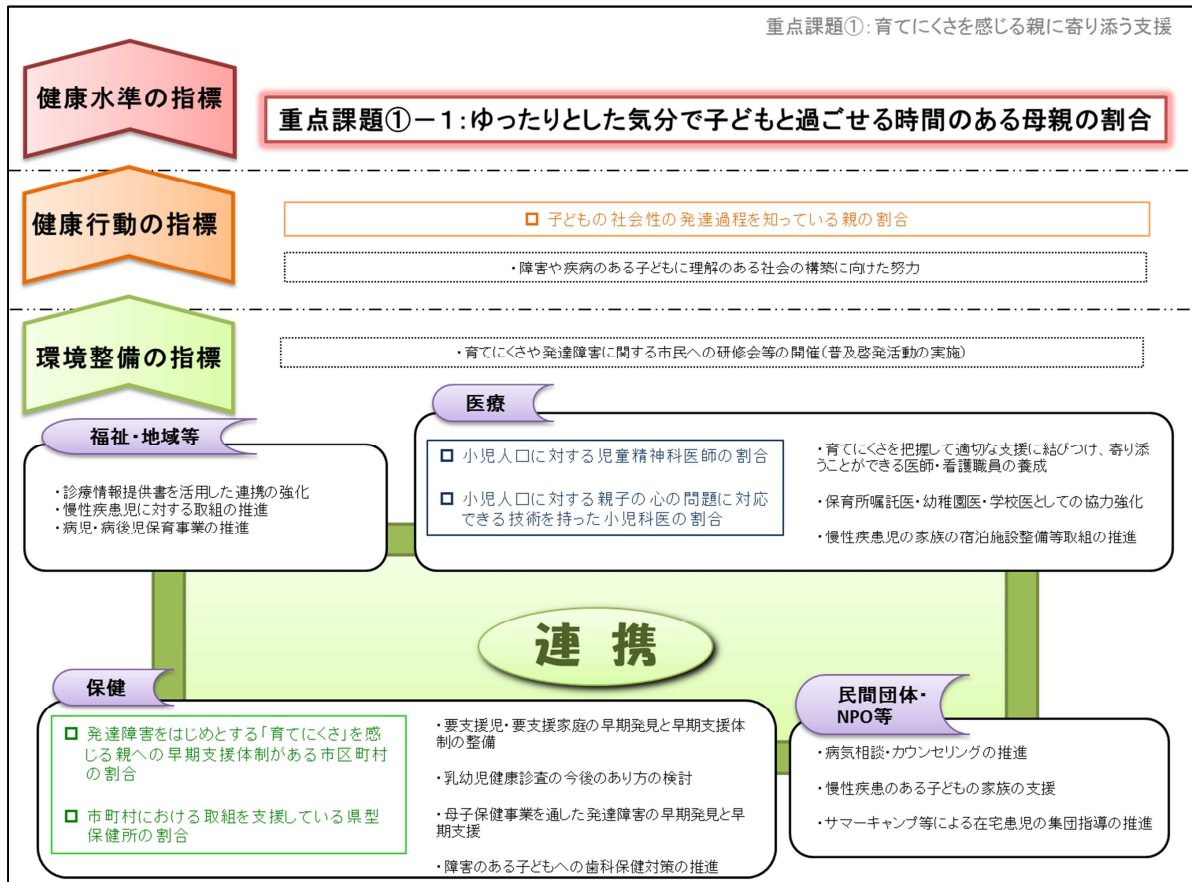 重点課題①:育てにくさを感じる親に寄り添う支援
健康水準の指標
重点課題①－1:ゆったりとした気分で子どもと過ごせる時間のある母親の割合
健康行動の指標
□ 子どもの社会性の発達過程を知っている親の割合
・障害や疾病のある子どもに理解のある社会の構築に向けた努力
環境整備の指標
・育てにくさや発達障害に関する市民への研修会等の開催(普及啓発活動の実施)
福祉・地域等
・診療情報提供書を活用した連携の強化
・慢性疾患児に対する取組の推進
・病児・病後児保育事業の推進
医療
□ 小児人口に対する児童精神科医師の割合
□ 小児人口に対する親子の心の問題に対応
できる技術を持った小児科医の割合
・育てにくさを把握して適切な支援に結びつけ、寄り添
うことができる医師・看護職員の養成
・保育所嘱託医・幼稚園医・学校医としての協力強化
・慢性疾患児の家族の宿泊施設整備等取組の推進
連携
保健
□ 発達障害をはじめとする「育てにくさ」を感
じる親への早期支援体制がある市区町村
の割合
□ 市町村における取組を支援している県型
保健所の割合
・要支援児・要支援家庭の早期発見と早期支援体
制の整備
・乳幼児健康診査の今後のあり方の検討
・母子保健事業を通した発達障害の早期発見と早
期支援
・障害のある子どもへの歯科保健対策の推進
民間団体・
NPO等
・病気相談・カウンセリングの推進
・慢性疾患のある子どもの家族の支援
・サマーキャンプ等による在宅患児の集団指導の推進